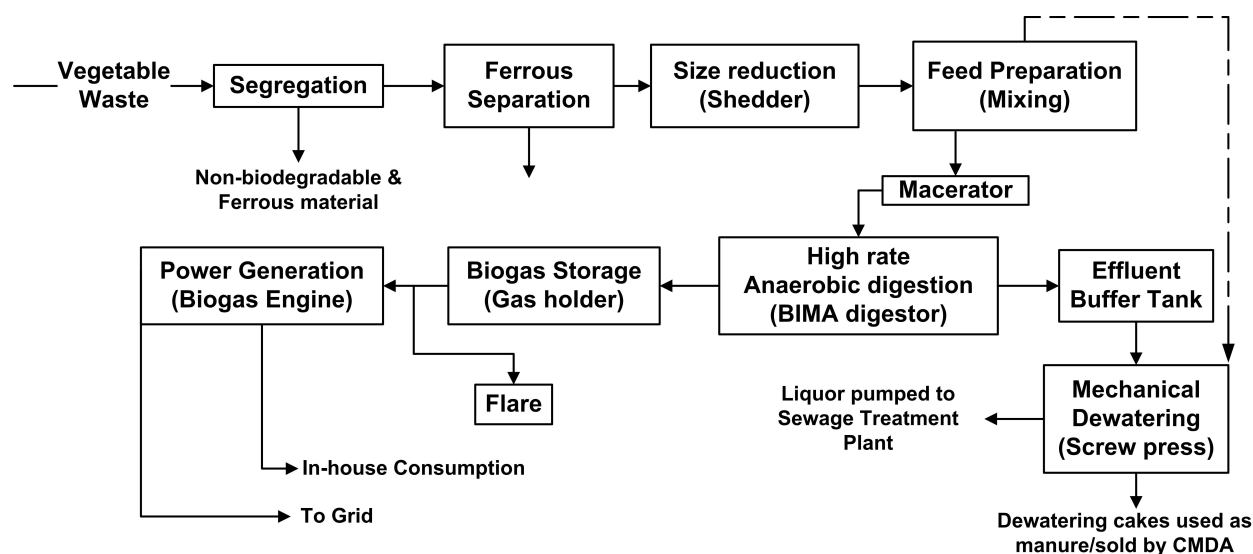 Vegetable
Waste
Segregation
Ferrous
Separation
Size reduction
(Shedder)
Feed Preparation
(Mixing)
Non-biodegradable &
Ferrous material
Macerator
Power Generation
(Biogas Engine)
Biogas Storage
(Gas holder)
High rate
Anaerobic digestion
(BIMA digestor)
Effluent
Buffer Tank
Flare
Liquor pumped to
Sewage Treatment
Plant
Mechanical
Dewatering
(Screw press)
In-house Consumption
To Grid
Dewatering cakes used as
manure/sold by CMDA